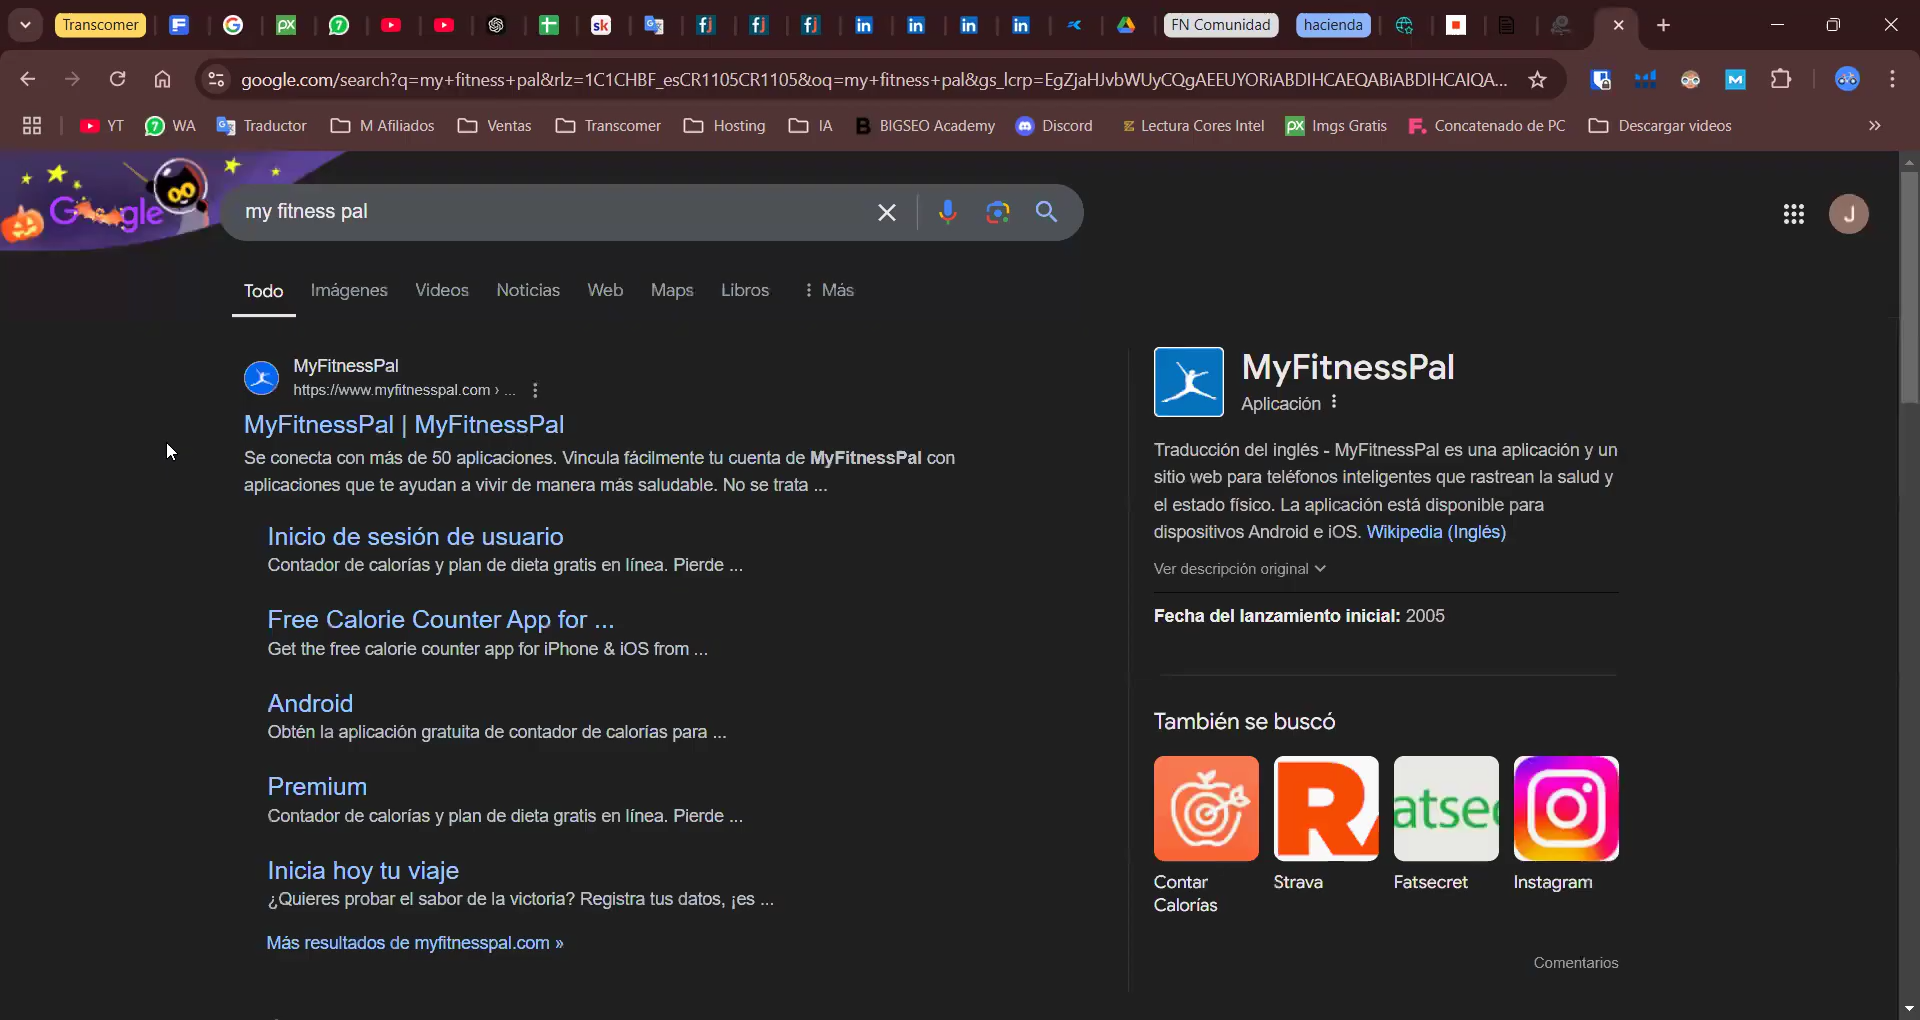 Transcomer
FN Comunidad
hacienda
google.com/search?q=my+fitness+pal&rlz=1C1CHBF_esCR1105CR1105&oq=my+fitness+pal&gs_lcrp=EgZjaHJvbWUyCQgAEEUYORiABDIHCAEQABiABDIHCAIQA...
YT
WA
Traductor
M Afiliados
Ventas
Transcomer
Hosting
IA
BIGSEO Academy
Discord
Lectura Cores Intel
Imgs Gratis
Concatenado de PC
Descargar videos
Google
my fitness pal
J
Todo
Imágenes
Videos
Noticias
Web
Maps
Libros
Más
MyFitnessPal
https://www.myfitnesspal.com › ...
MyFitnessPal | MyFitnessPal
Se conecta con más de 50 aplicaciones. Vincula fácilmente tu cuenta de MyFitnessPal con
aplicaciones que te ayudan a vivir de manera más saludable. No se trata ...
Inicio de sesión de usuario
Contador de calorías y plan de dieta gratis en línea. Pierde ...
Free Calorie Counter App for ...
Get the free calorie counter app for iPhone & iOS from ...
Android
Obtén la aplicación gratuita de contador de calorías para ...
Premium
Contador de calorías y plan de dieta gratis en línea. Pierde ...
Inicia hoy tu viaje
¿Quieres probar el sabor de la victoria? Registra tus datos, ¡es ...
Más resultados de myfitnesspal.com »
MyFitnessPal
Aplicación
Traducción del inglés - MyFitnessPal es una aplicación y un
sitio web para teléfonos inteligentes que rastrean la salud y
el estado físico. La aplicación está disponible para
dispositivos Android e iOS. Wikipedia (Inglés)
Ver descripción original
Fecha del lanzamiento inicial: 2005
También se buscó
atse
Contar
Calorías
Strava
Fatsecret
Instagram
Comentarios